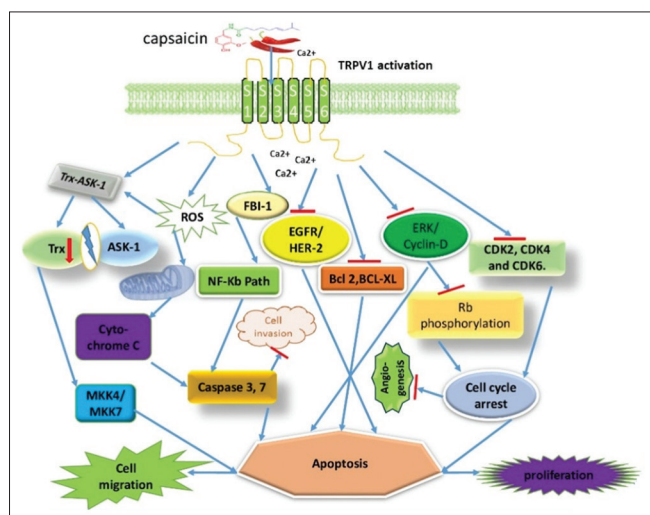 capsaicin
Ca2+
TRPV1 activation
S1
S2
S3
S4
S5
S6
Ca2+
Ca2+
Ca2+
Trx-ASK-1
ROS
FBI-1
EGFR/
HER-2
ERK/
Cyclin-D
Trx
ASK-1
CDK2, CDK4
and CDK6.
NF-Kb Path
Bcl 2,BCL-XL
Rb
phosphorylation
Cell
invasion
Cyto-
chrome C
Angio-
genesis
Caspase 3, 7
Cell cycle
arrest
MKK4/
MKK7
Apoptosis
Cell
migration
proliferation